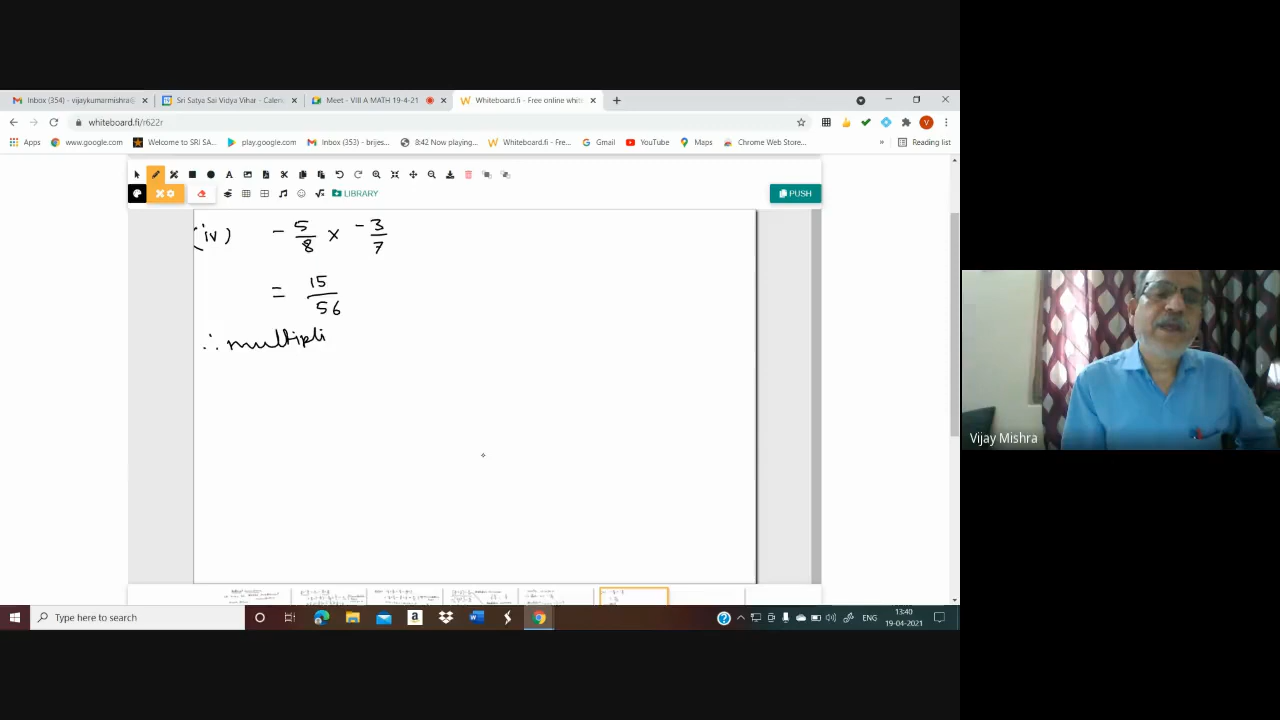 Inbox (354) - vijaykumarmishra@
Sri Satya Sai Vidya Vihar - Calen
Meet - VIII A MATH 19-4-21
Whiteboard.fi - Free online white
whiteboard.fi/r622r
Apps
www.google.com
Welcome to SRI SA...
play.google.com
Inbox (353) - brijes...
8:42 Now playing...
Whiteboard.fi - Fre...
Gmail
YouTube
Maps
Chrome Web Store...
»
Reading list
LIBRARY
PUSH
(iv) - 5/8 × - 3/7
= 15/56
∴ multipli
Vijay Mishra
Type here to search
ENG
13:40
19-04-2021